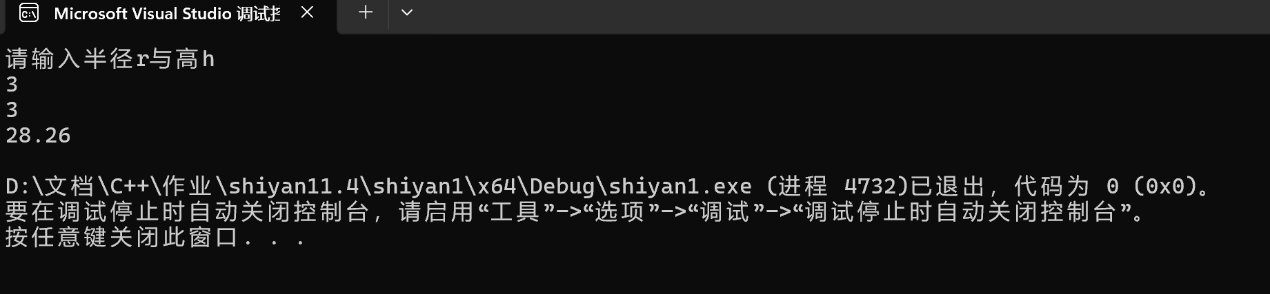 Microsoft Visual Studio 调试
请输入半径r与高h
3
3
28.26
D:\文档\C++\作业\shiyan11.4\shiyan1\x64\Debug\shiyan1.exe (进程 4732)已退出，代码为 0 (0x0)。
要在调试停止时自动关闭控制台，请启用“工具”->“选项”->“调试”->“调试停止时自动关闭控制台”。
按任意键关闭此窗口. . .